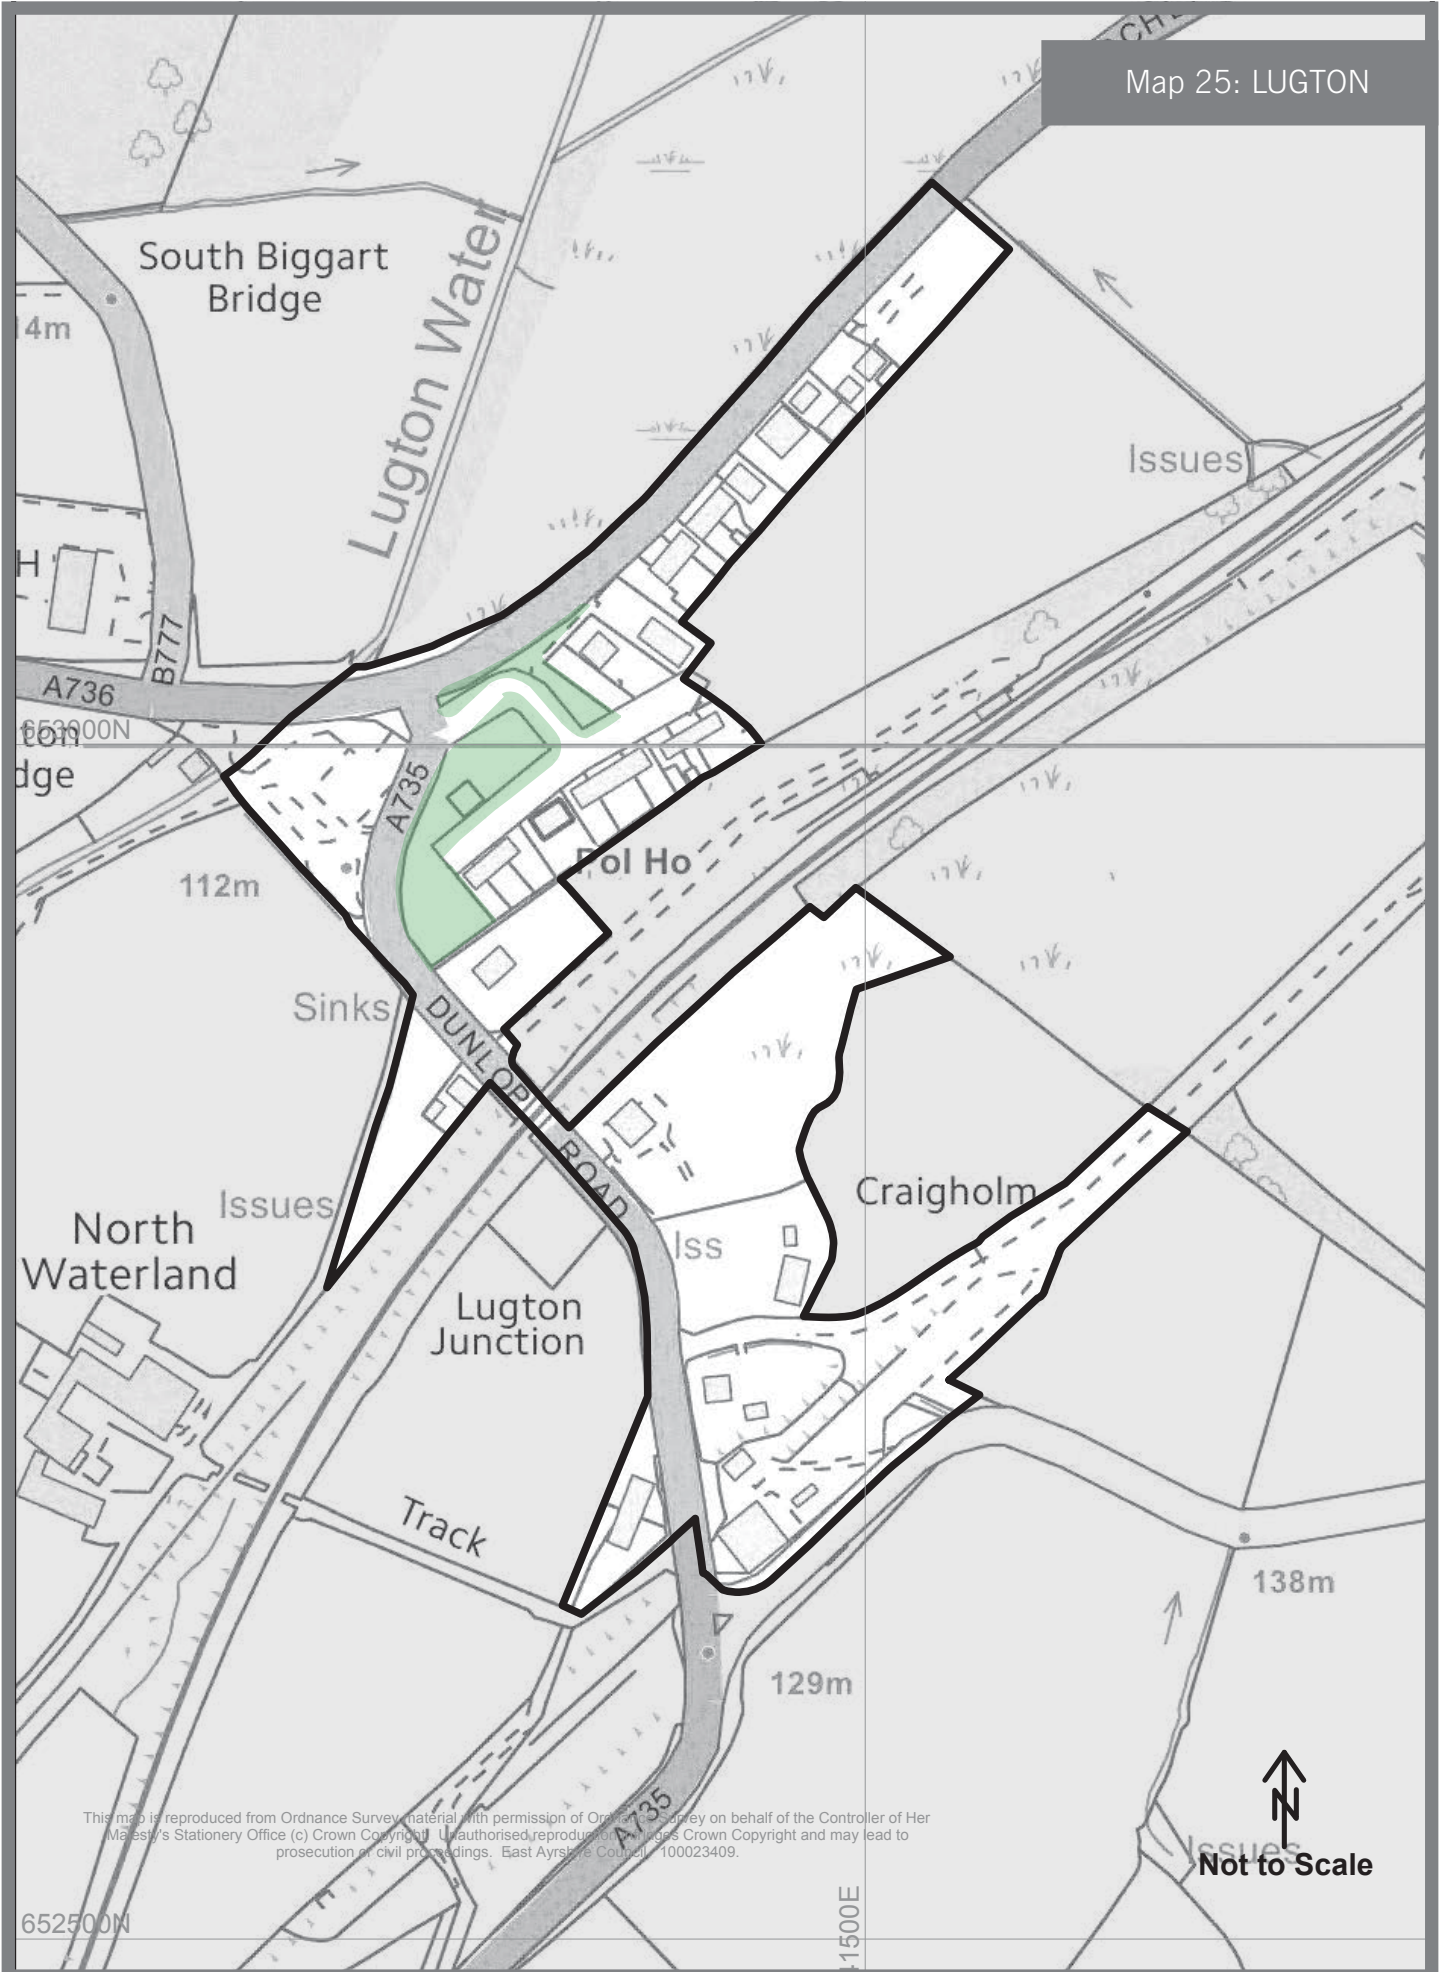 Map 25: LUGTON
South Biggart
Bridge
14m
Lugton Water
Issues
H
B777
A736
653000N
ton
dge
A735
112m
Pol Ho
Sinks
DUNLOP ROAD
Issues
North
Waterland
Craigholm
Iss
Lugton
Junction
Track
138m
129m
A735
This map is reproduced from Ordnance Survey material with permission of Ordnance Survey on behalf of the Controller of Her
Majesty's Stationery Office (c) Crown Copyright. Unauthorised reproduction infringes Crown Copyright and may lead to
prosecution or civil proceedings. East Ayrshire Council. 100023409.
N
Issues
Not to Scale
652500N
1500E